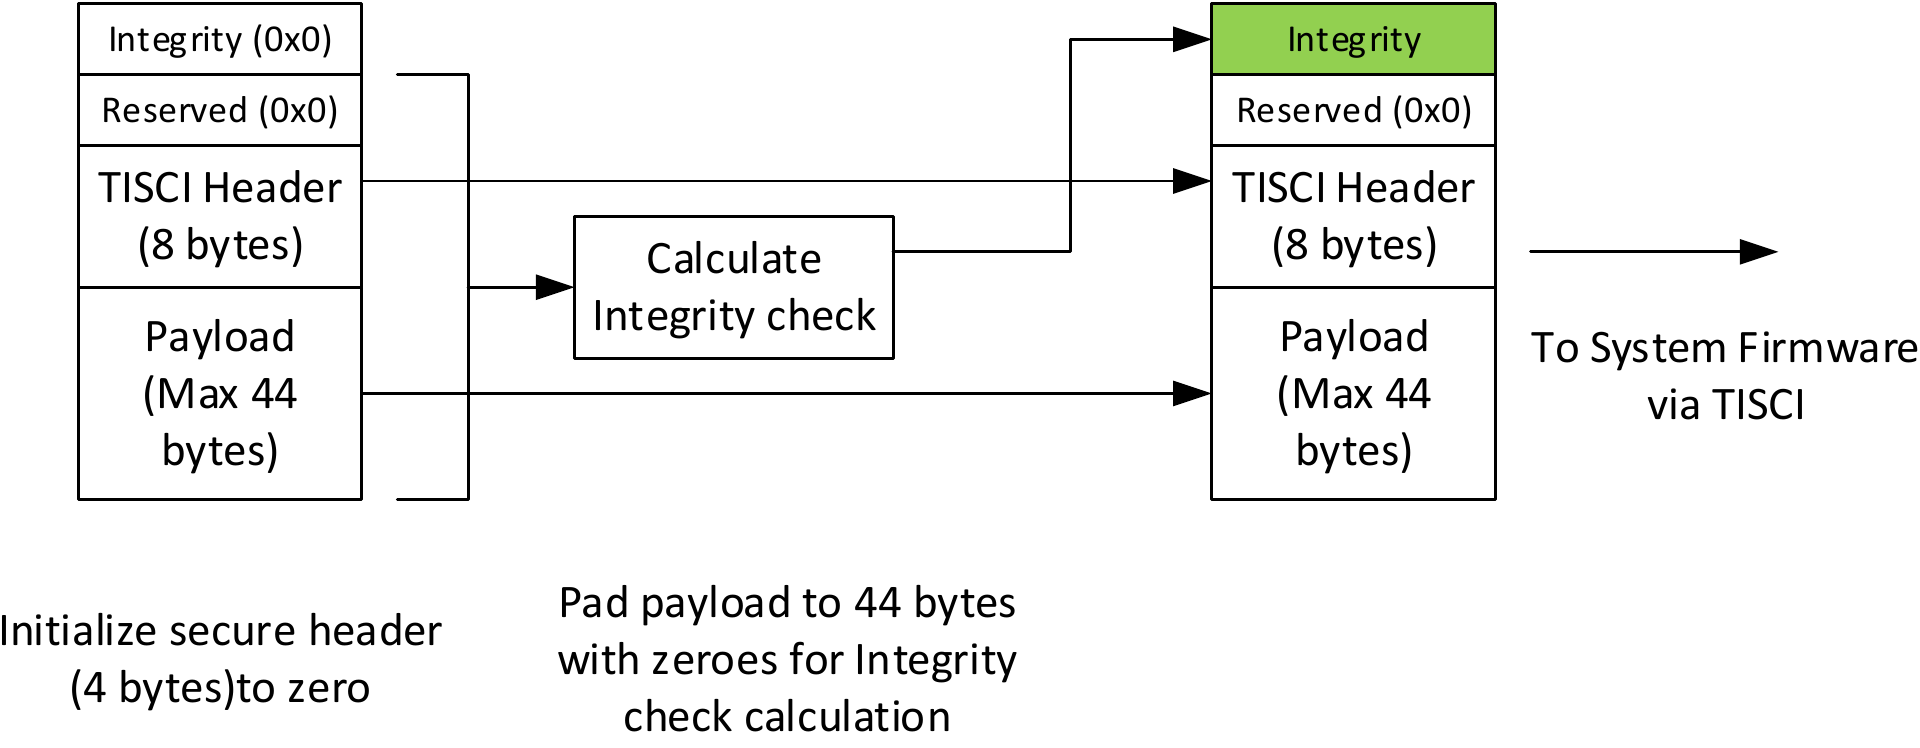 Integrity (0x0)
Reserved (0x0)
TISCI Header
(8 bytes)
Payload
(Max 44
bytes)
Initialize secure header
(4 bytes)to zero
Calculate
Integrity check
Pad payload to 44 bytes
with zeroes for Integrity
check calculation
Integrity
Reserved (0x0)
TISCI Header
(8 bytes)
Payload
(Max 44
bytes)
To System Firmware
via TISCI